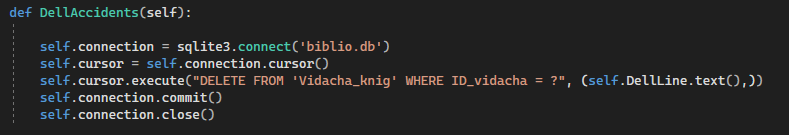 def DellAccidents(self):
self.connection = sqlite3.connect('biblio.db')
self.cursor = self.connection.cursor()
self.cursor.execute("DELETE FROM 'Vidacha_knig' WHERE ID_vidacha = ?", (self.DellLine.text(),))
self.connection.commit()
self.connection.close()